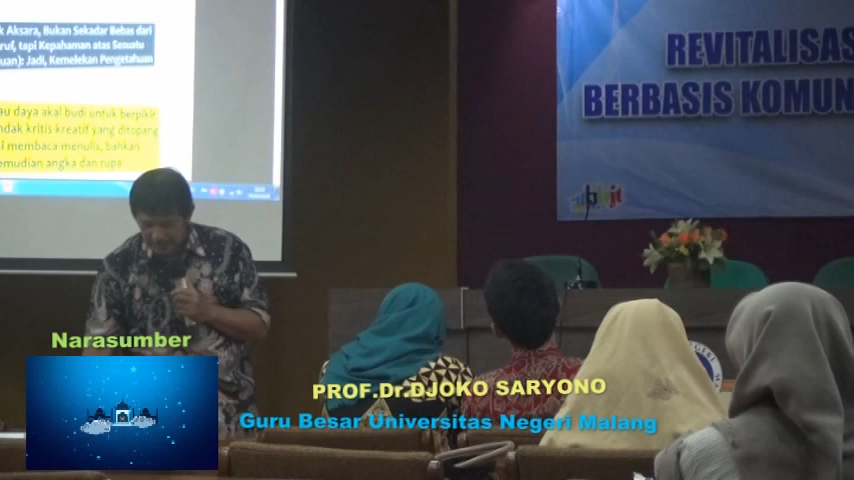 k Aksara, Bukan Sekadar Bebas dari
ruf, tapi Kepahaman atas Sesuatu
uan): Jadi, Kemelekan Pengetahuan
au daya akal budi untuk berpikir
ndak kritis kreatif yang ditopang
i membaca menulis, bahkan
emudian angka dan rupa
REVITALISAS
BERBASIS KOMUN
Narasumber
PROF.Dr.DJOKO SARYONO
Guru Besar Universitas Negeri Malang